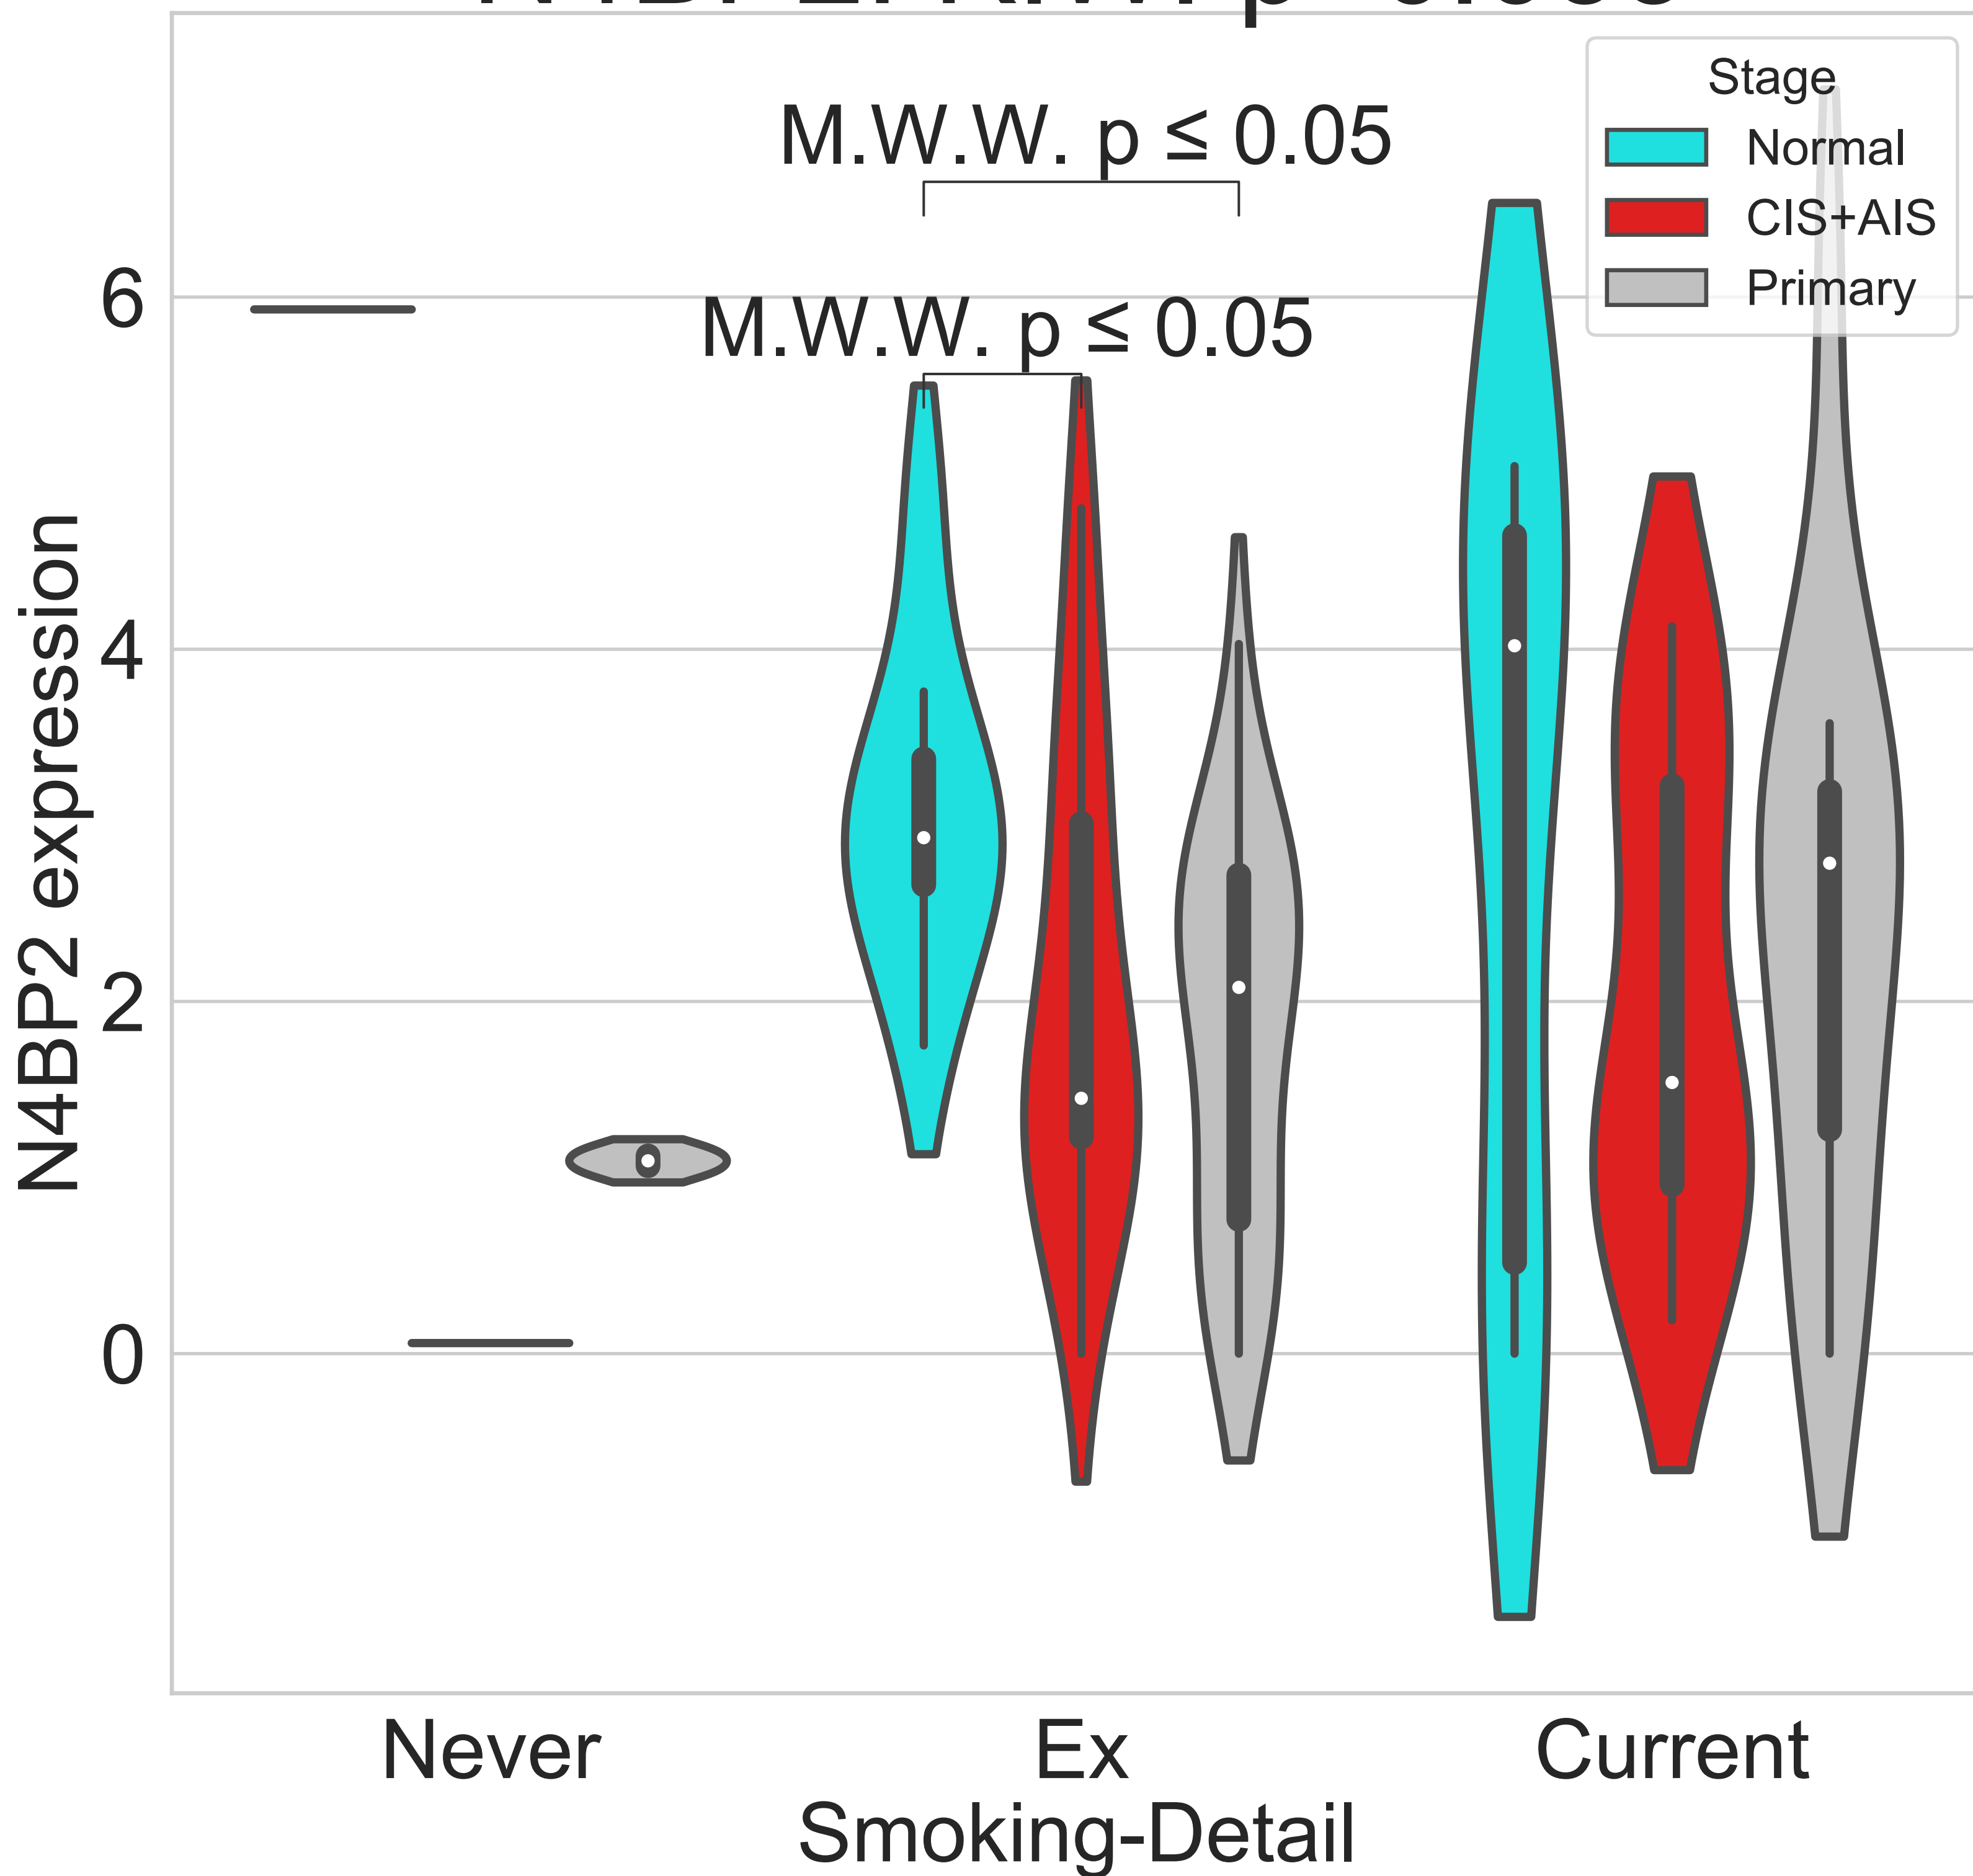 Stage
Normal
CIS+AIS
Primary
M.W.W. p ≤ 0.05
M.W.W. p ≤ 0.05
6
4
2
0
N4BP2 expression
Never
Ex
Current
Smoking-Detail